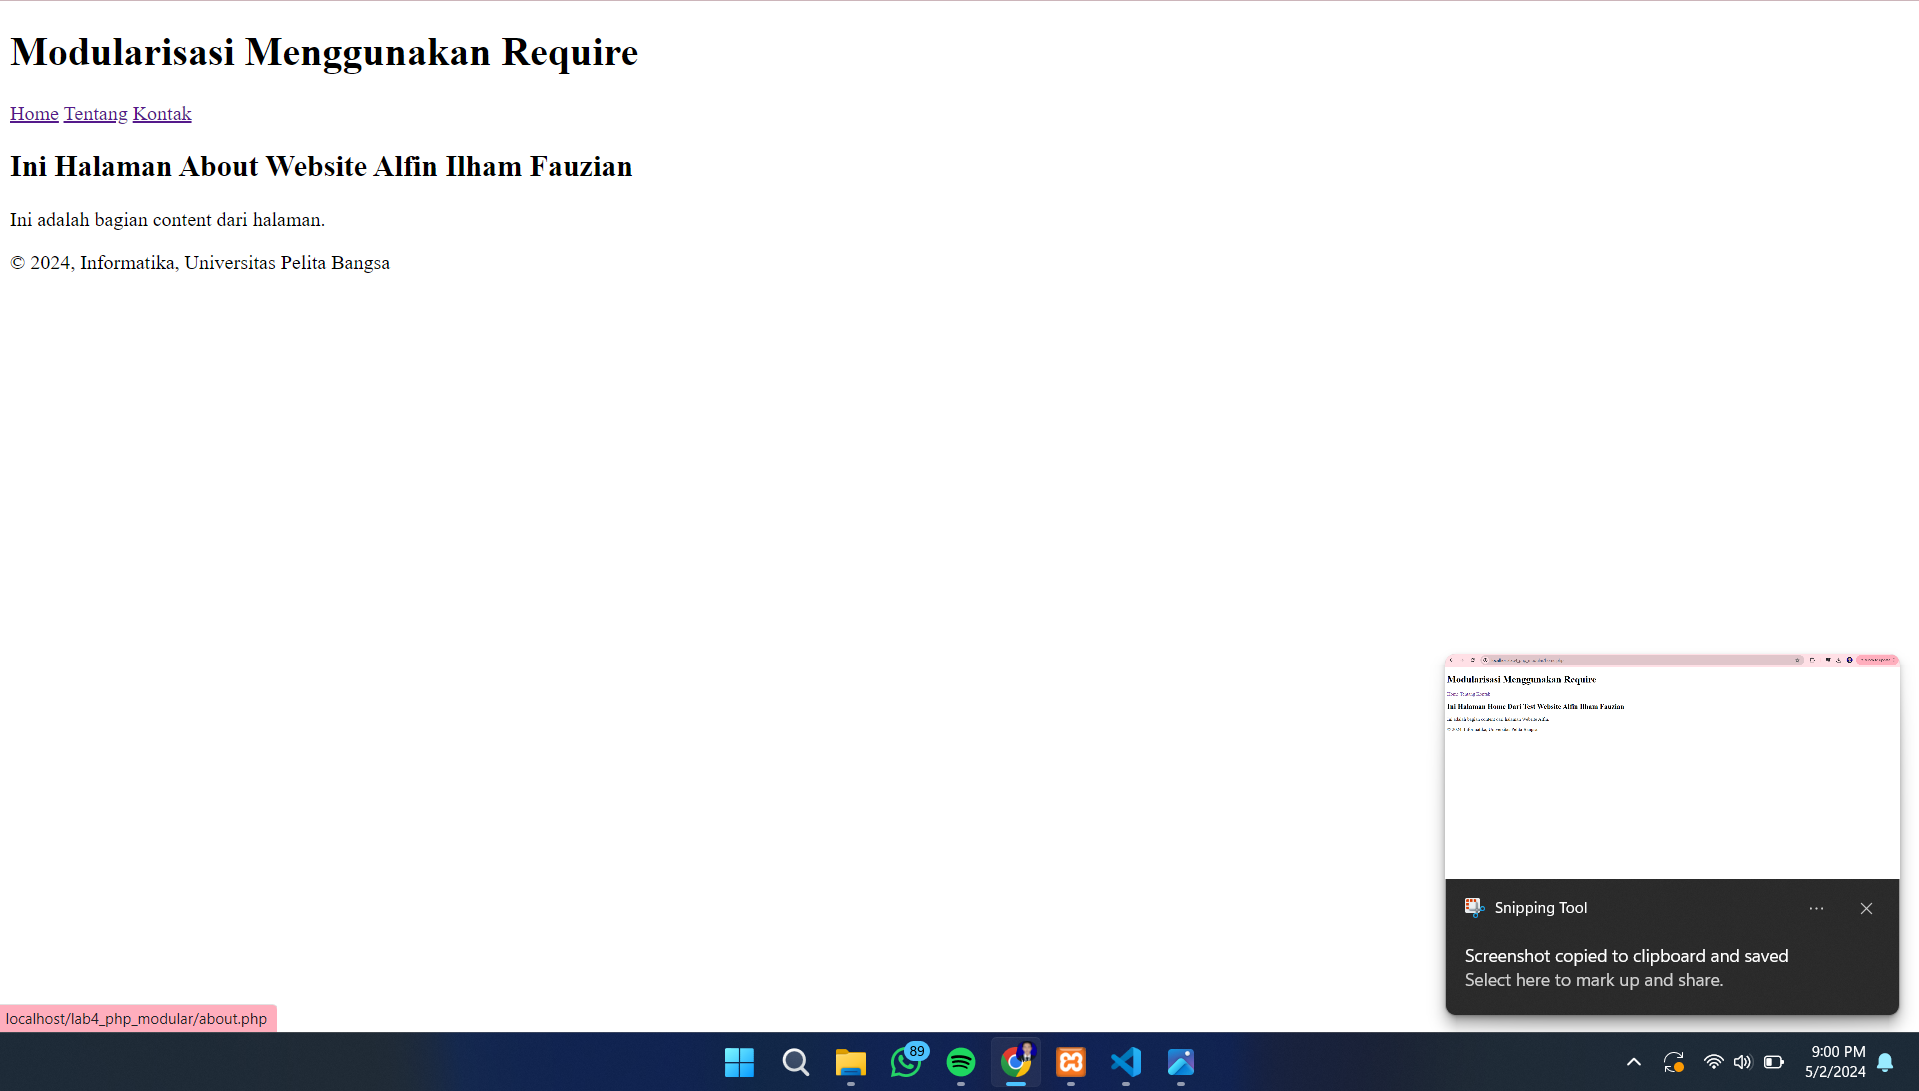 Modularisasi Menggunakan Require
Home Tentang Kontak
Ini Halaman About Website Alfin Ilham Fauzian
Ini adalah bagian content dari halaman.
© 2024, Informatika, Universitas Pelita Bangsa
Modularisasi Menggunakan Require
Home Tentang Kontak
Ini Halaman Home Dari Test Website Alfin Ilham Fauzian
Snipping Tool
Screenshot copied to clipboard and saved
Select here to mark up and share.
localhost/lab4_php_modular/about.php
89
9:00 PM
5/2/2024